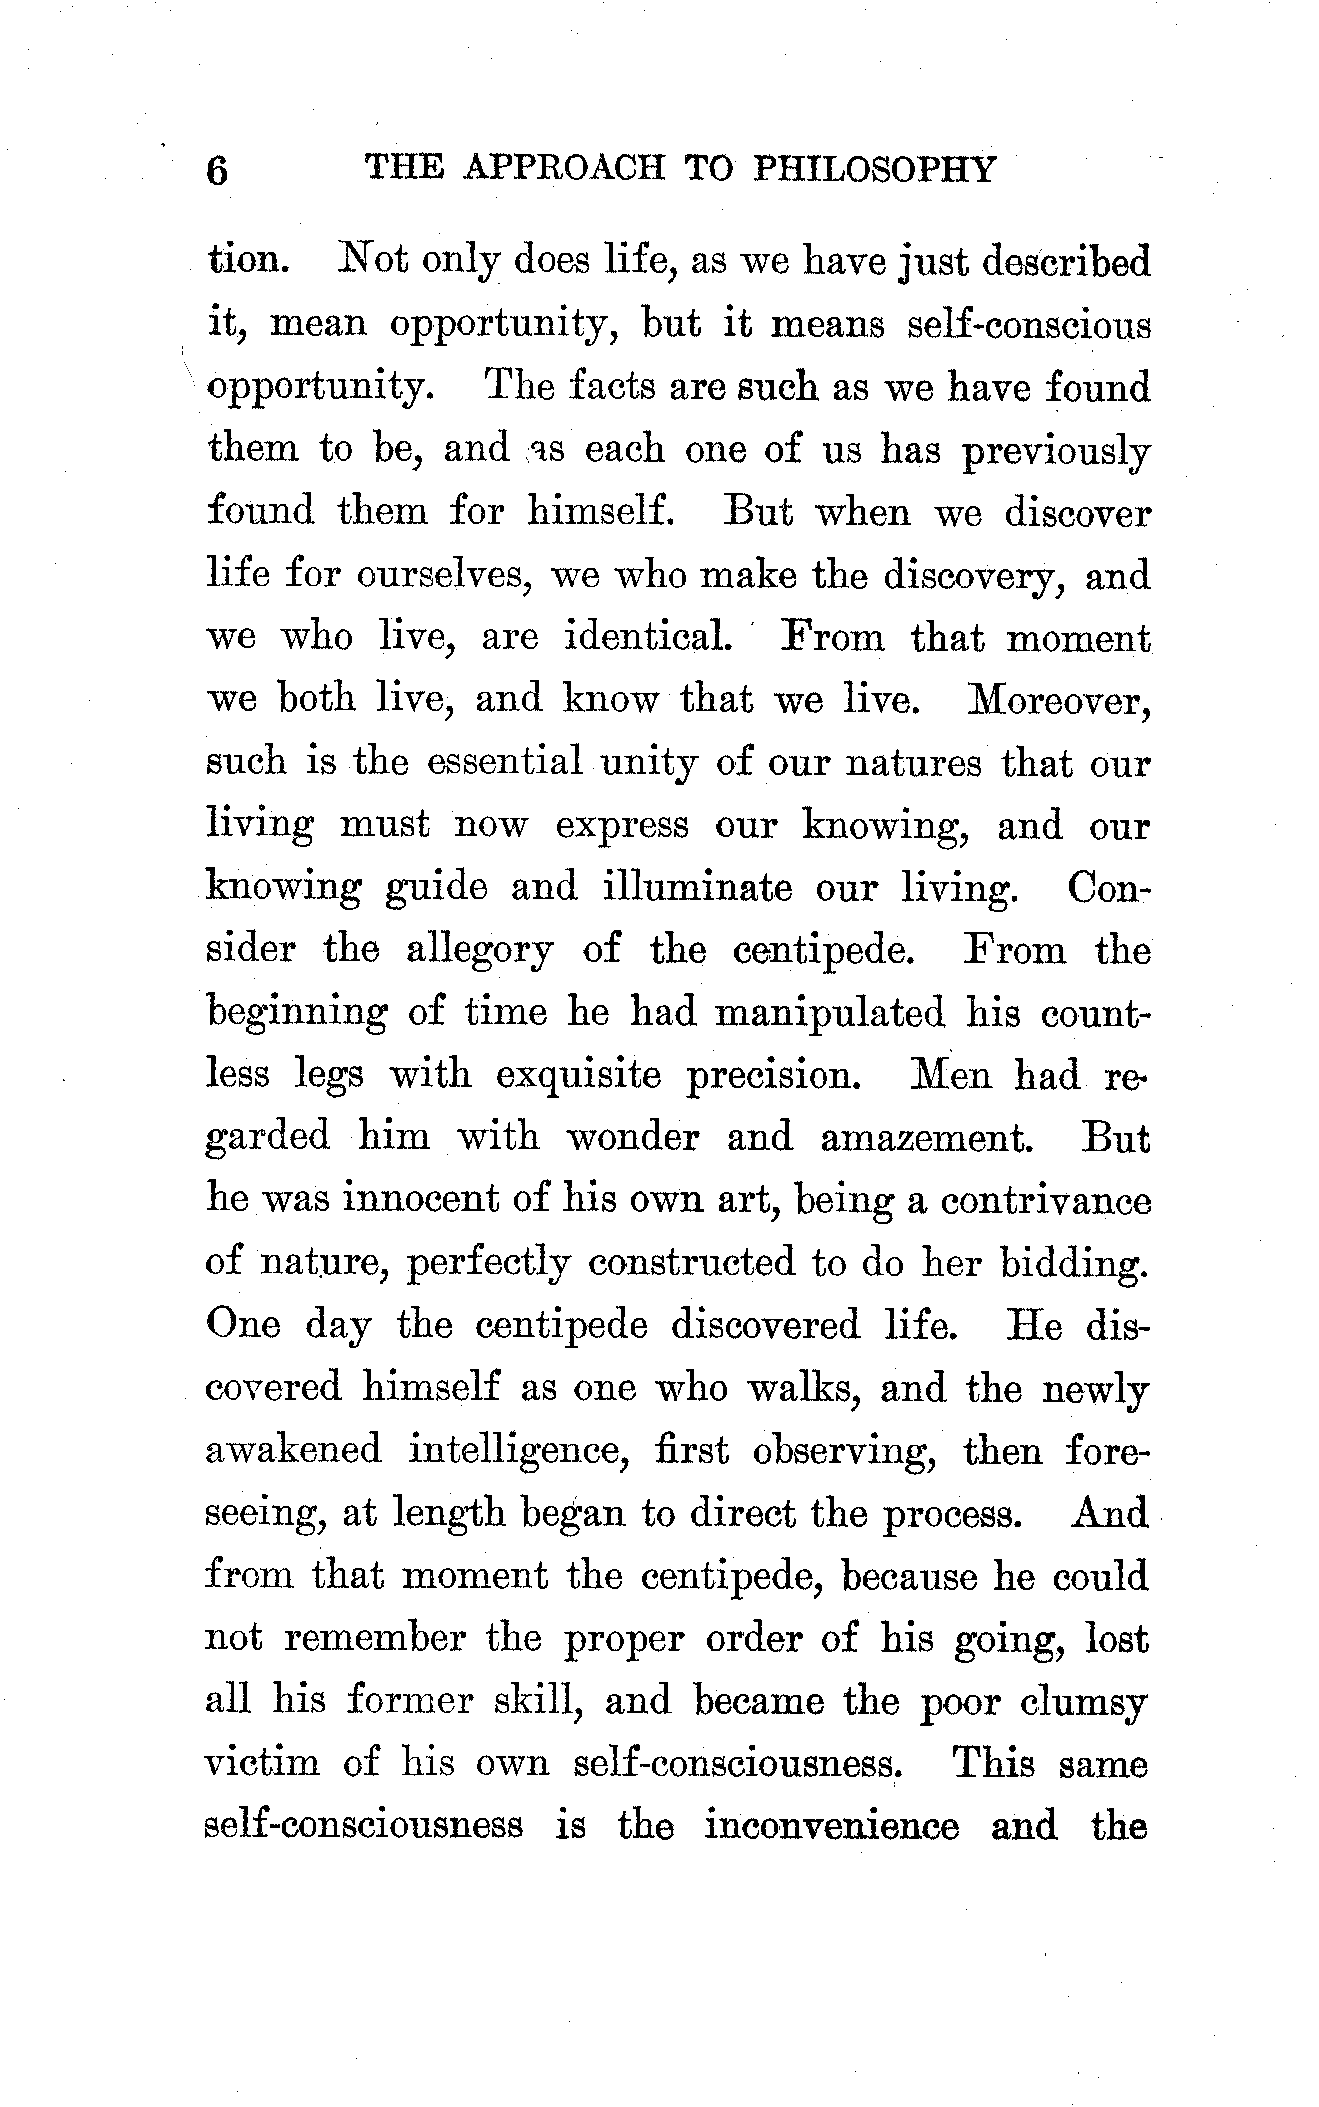 6 THE APPROACH TO PHILOSOPHY
tion. Not only does life, as we have just described
it, mean opportunity, but it means self-conscious
opportunity. The facts are such as we have found
them to be, and as each one of us has previously
found them for himself. But when we discover
life for ourselves, we who make the discovery, and
we who live, are identical. From that moment
we both live, and know that we live. Moreover,
such is the essential unity of our natures that our
living must now express our knowing, and our
knowing guide and illuminate our living. Con-
sider the allegory of the centipede. From the
beginning of time he had manipulated his count-
less legs with exquisite precision. Men had re-
garded him with wonder and amazement. But
he was innocent of his own art, being a contrivance
of nature, perfectly constructed to do her bidding.
One day the centipede discovered life. He dis-
covered himself as one who walks, and the newly
awakened intelligence, first observing, then fore-
seeing, at length began to direct the process. And
from that moment the centipede, because he could
not remember the proper order of his going, lost
all his former skill, and became the poor clumsy
victim of his own self-consciousness. This same
self-consciousness is the inconvenience and the